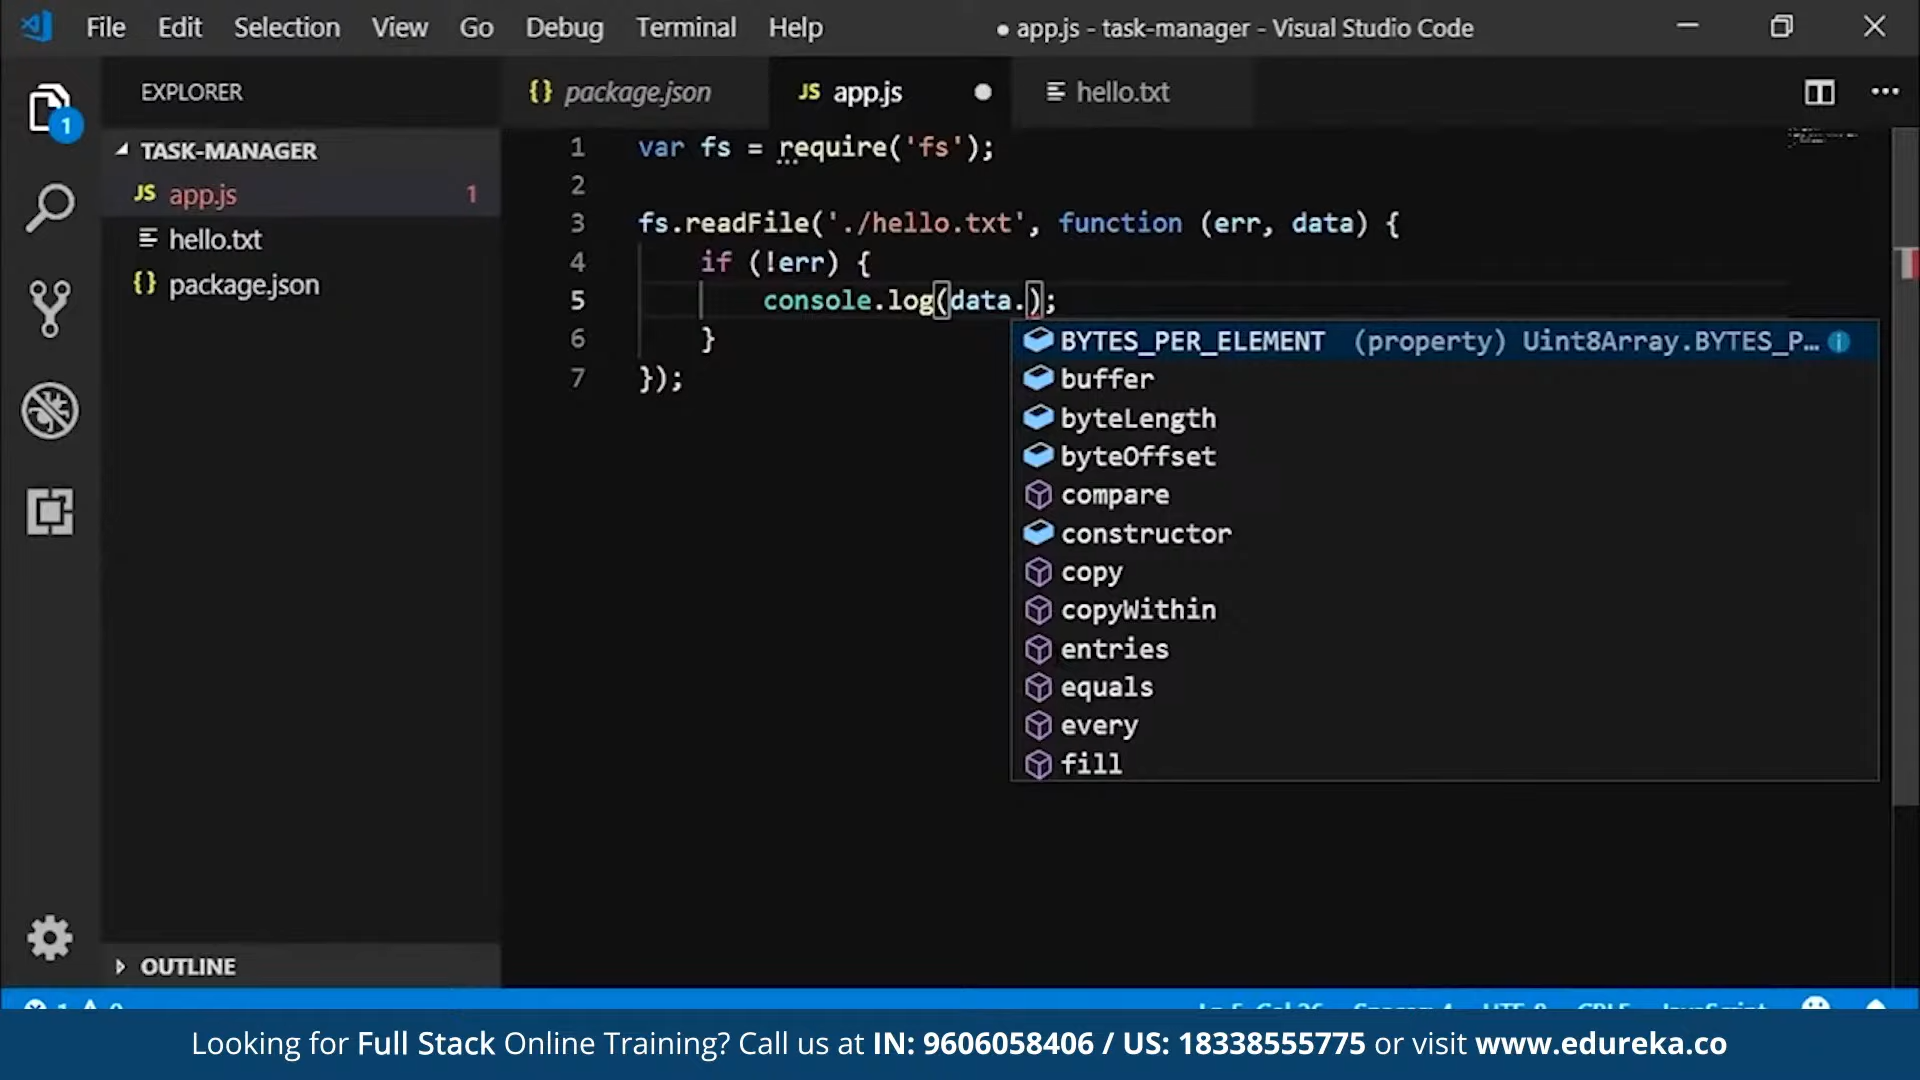 File Edit Selection View Go Debug Terminal Help
● app.js - task-manager - Visual Studio Code
EXPLORER
1
TASK-MANAGER
JS app.js 1
hello.txt
{} package.json
OUTLINE
{} package.json JS app.js ● hello.txt
1 var fs = require('fs');
2
3 fs.readFile('./hello.txt', function (err, data) {
4 if (!err) {
5 console.log(data.);
6 }
7 });
BYTES_PER_ELEMENT (property) Uint8Array.BYTES_P…
buffer
byteLength
byteOffset
compare
constructor
copy
copyWithin
entries
equals
every
fill
Looking for Full Stack Online Training? Call us at IN: 9606058406 / US: 18338555775 or visit www.edureka.co